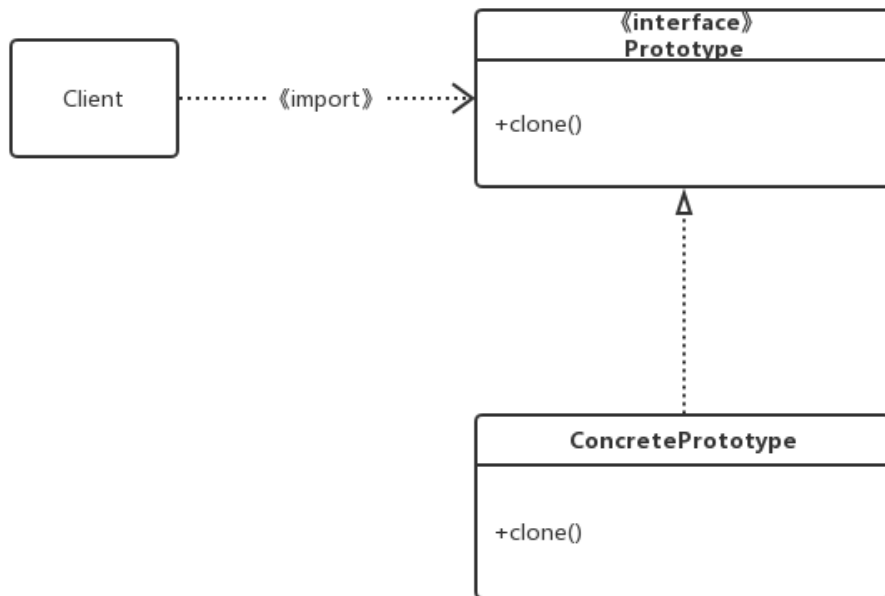 《interface》
Prototype
Client
《import》
+clone()
ConcretePrototype
+clone()